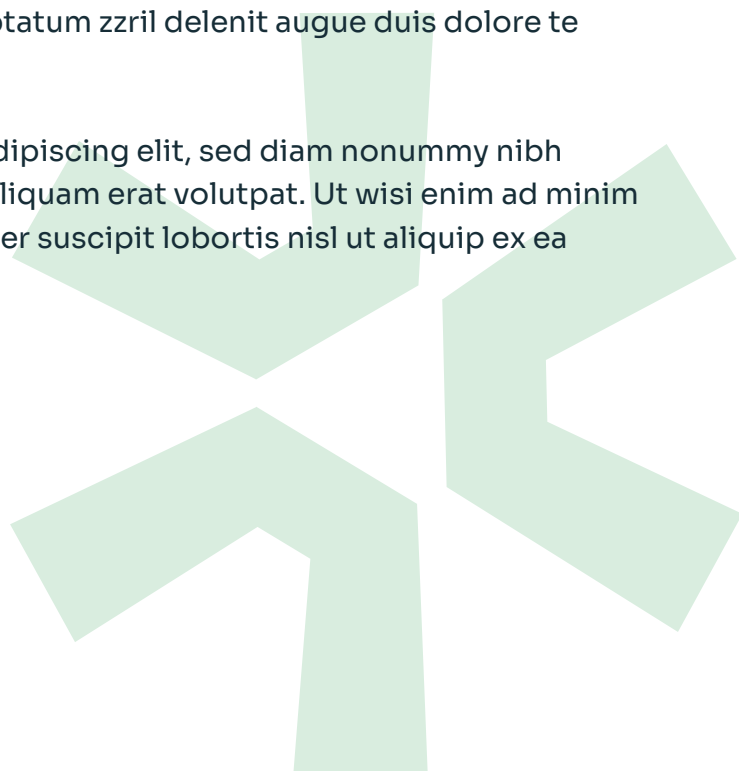 tatum zzril delenit augue duis dolore te
dipiscing elit, sed diam nonummy nibh
liquam erat volutpat. Ut wisi enim ad minim
er suscipit lobortis nisl ut aliquip ex ea